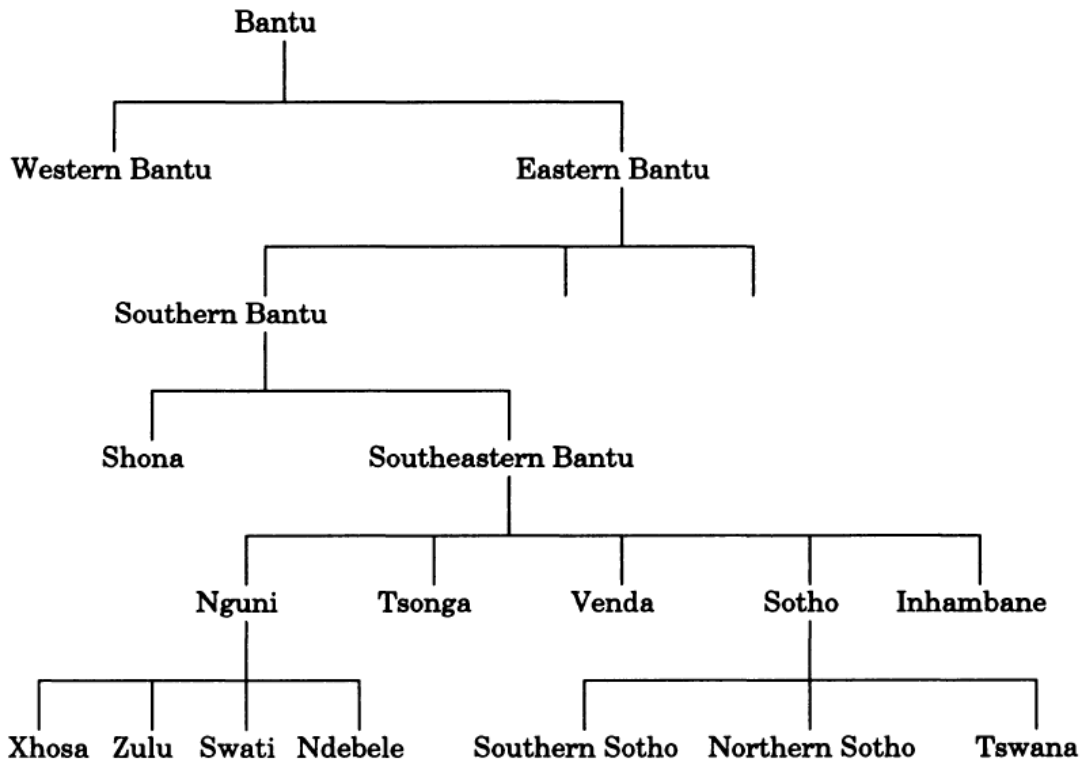 Bantu
Western Bantu Eastern Bantu
Southern Bantu
Shona Southeastern Bantu
Nguni Tsonga Venda Sotho Inhambane
Xhosa Zulu Swati Ndebele Southern Sotho Northern Sotho Tswana